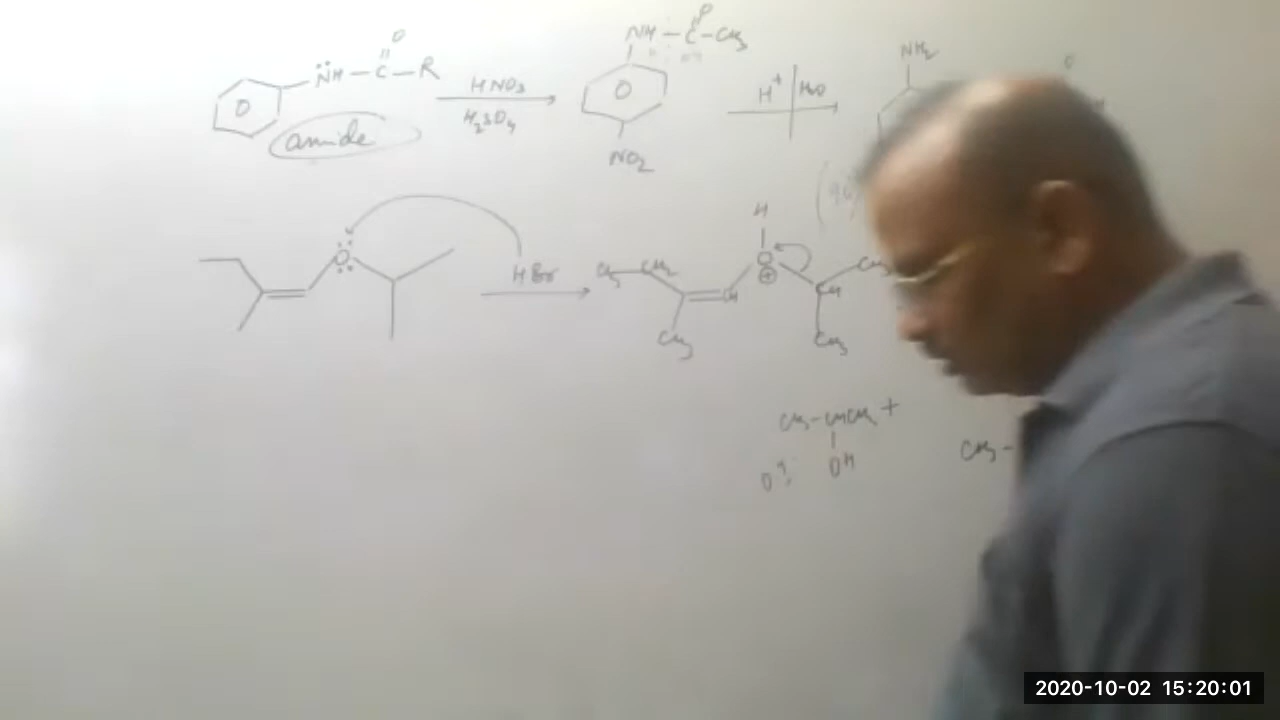 NH – C – R
O
amide
HNO3
H2SO4
NH – C – CH3
O
NO2
H+ | H2O
NH2
O
HBr
CH3 CH2
CH3
CH
H
O
⊕
CH
CH3
CH3
CH3-CHCH3 +
OH
CH3-
2020-10-02 15:20:01